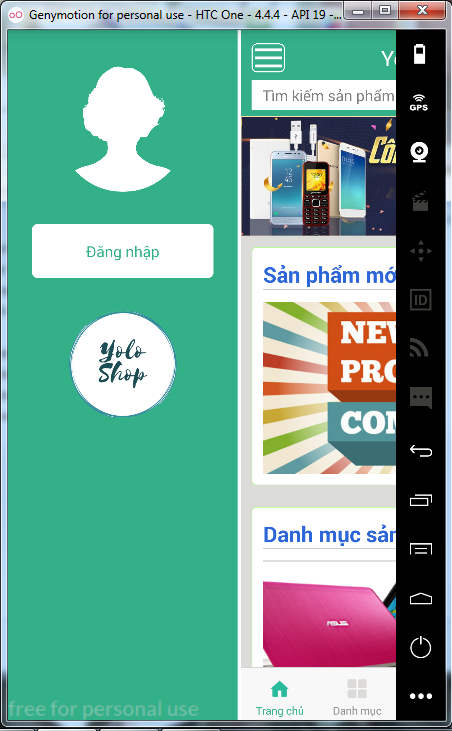 Genymotion for personal use - HTC One - 4.4.4 - API 19 -...
Đăng nhập
Yolo
Shop
Yo
Tìm kiếm sản phẩm
GPS
Sản phẩm mớ
NEW
PRO
COM
ID
Danh mục sản
ASUS
Trang chủ
Danh mục
free for personal use